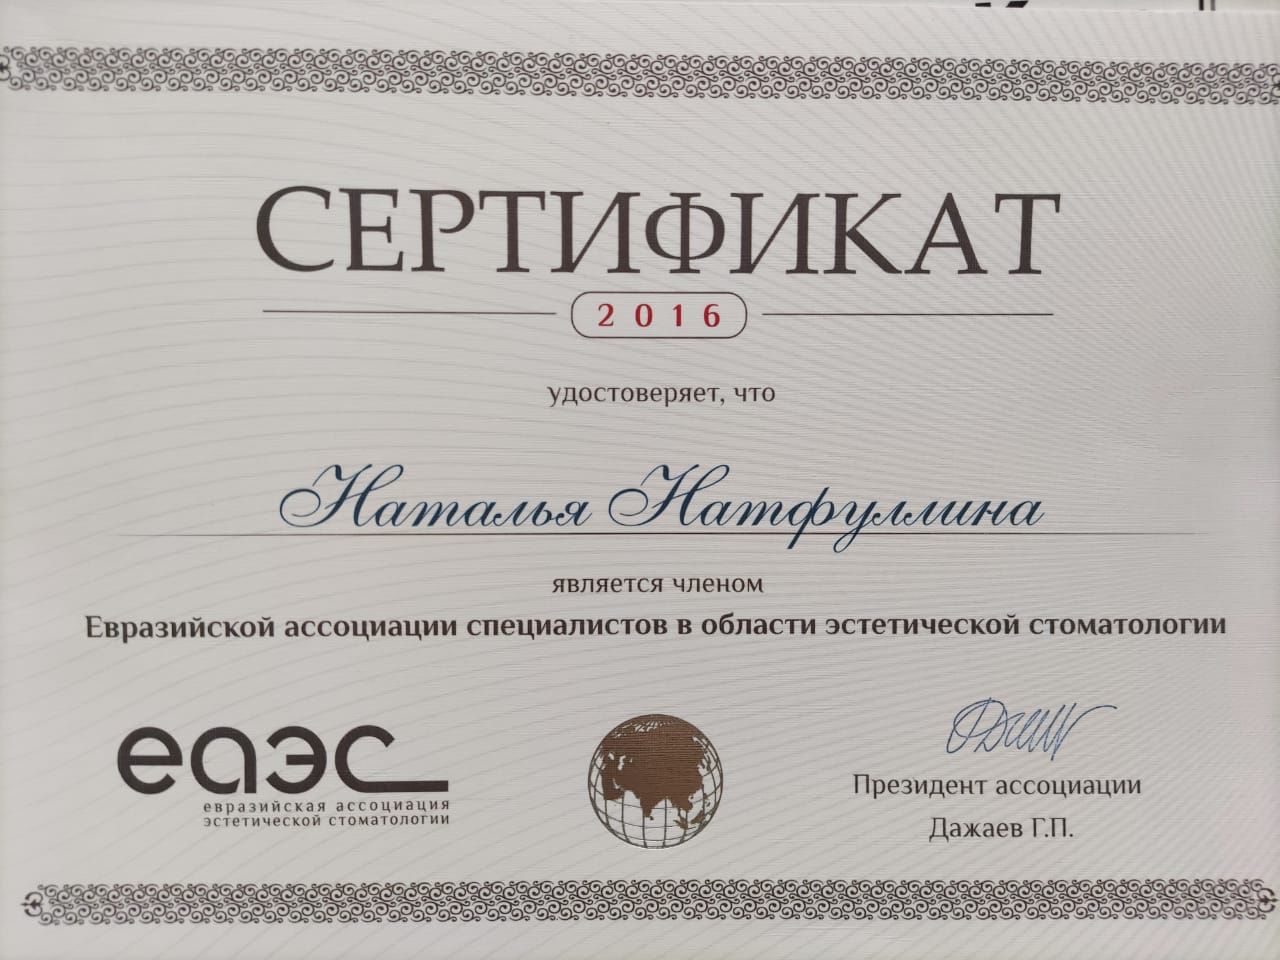 СЕРТИФИКАТ
2016
удостоверяет, что
Наталья Натфуллина
является членом
Евразийской ассоциации специалистов в области эстетической стоматологии
еаэс
евразийская ассоциация
эстетической стоматологии
Президент ассоциации
Дажаев Г.П.